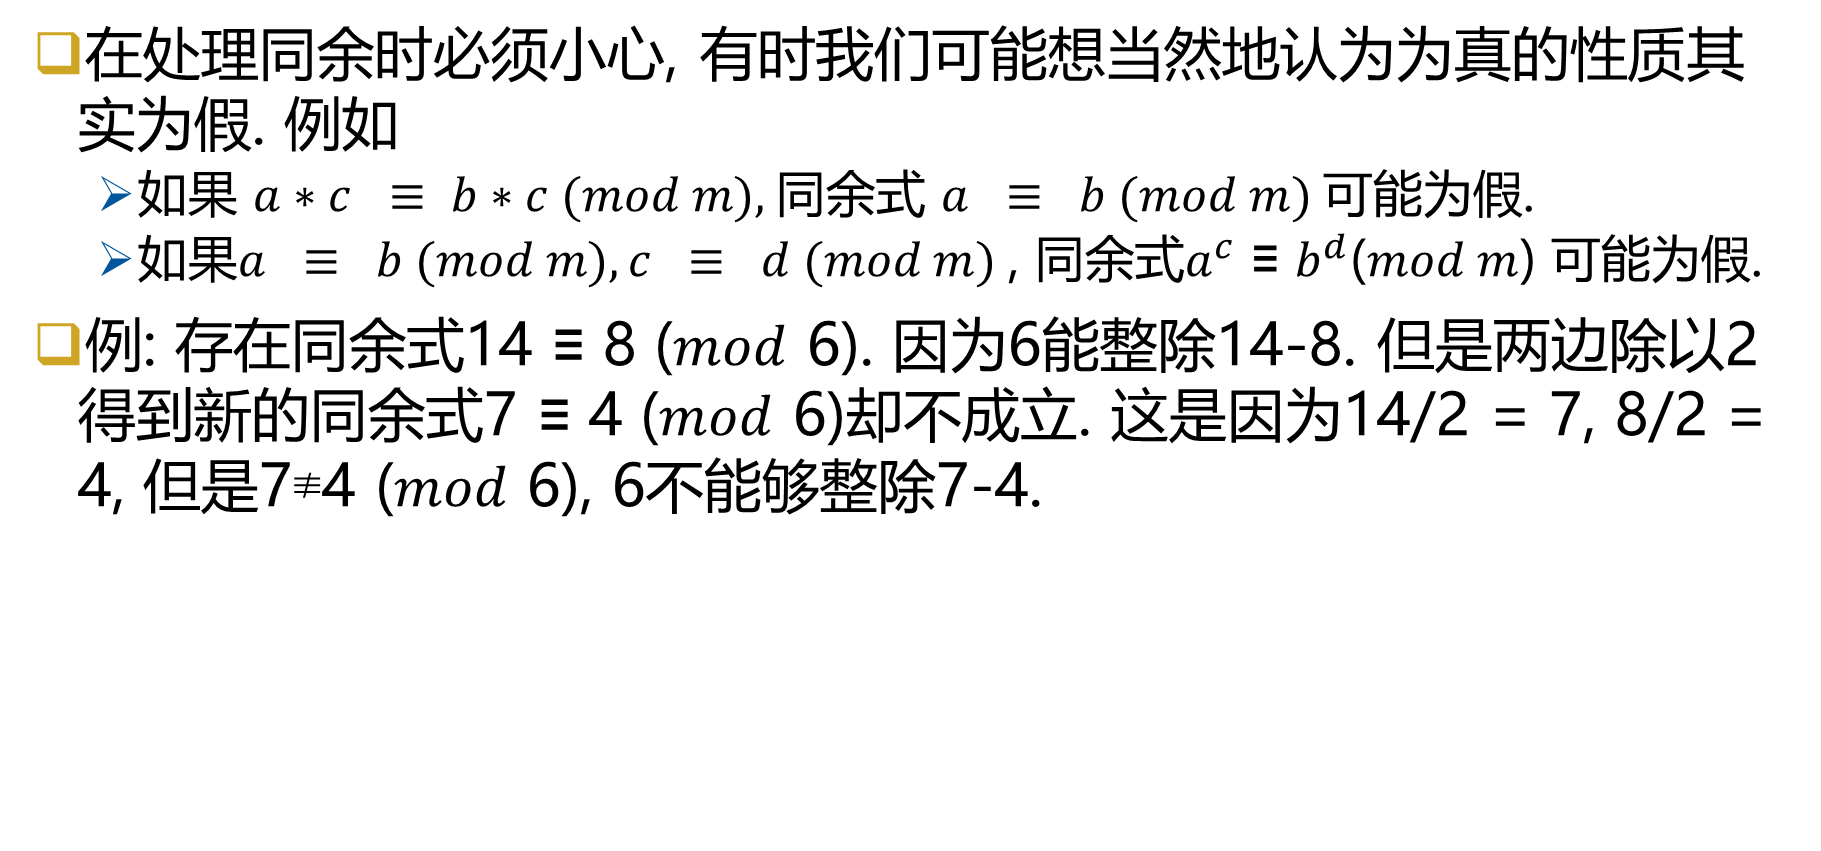 ❑在处理同余时必须小心, 有时我们可能想当然地认为为真的性质其
实为假. 例如
➢如果 a ∗ c ≡ b ∗ c (mod m), 同余式 a ≡ b (mod m) 可能为假.
➢如果a ≡ b (mod m), c ≡ d (mod m) , 同余式aᶜ ≡ bᵈ(mod m) 可能为假.
❑例: 存在同余式14 ≡ 8 (mod 6). 因为6能整除14-8. 但是两边除以2
得到新的同余式7 ≡ 4 (mod 6)却不成立. 这是因为14/2 = 7, 8/2 =
4, 但是7≢4 (mod 6), 6不能够整除7-4.